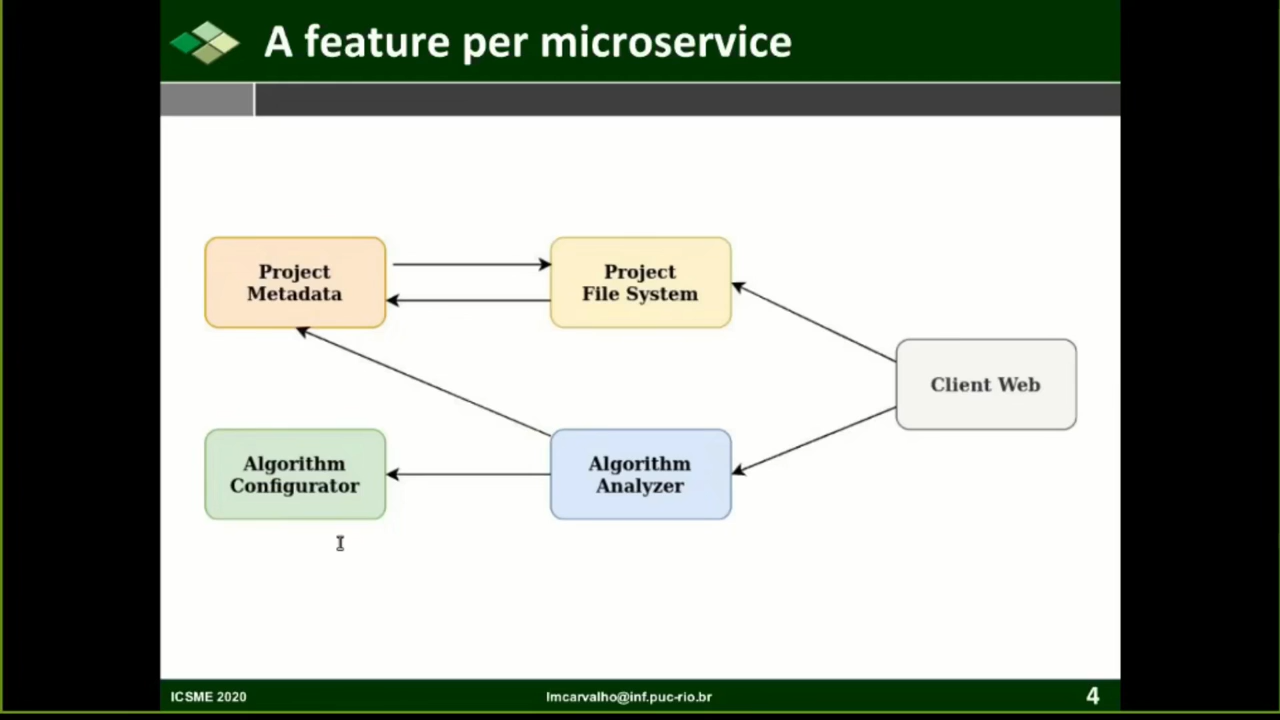 A feature per microservice
Project
Metadata
Project
File System
Client Web
Algorithm
Configurator
Algorithm
Analyzer
ICSME 2020
lmcarvalho@inf.puc-rio.br
4